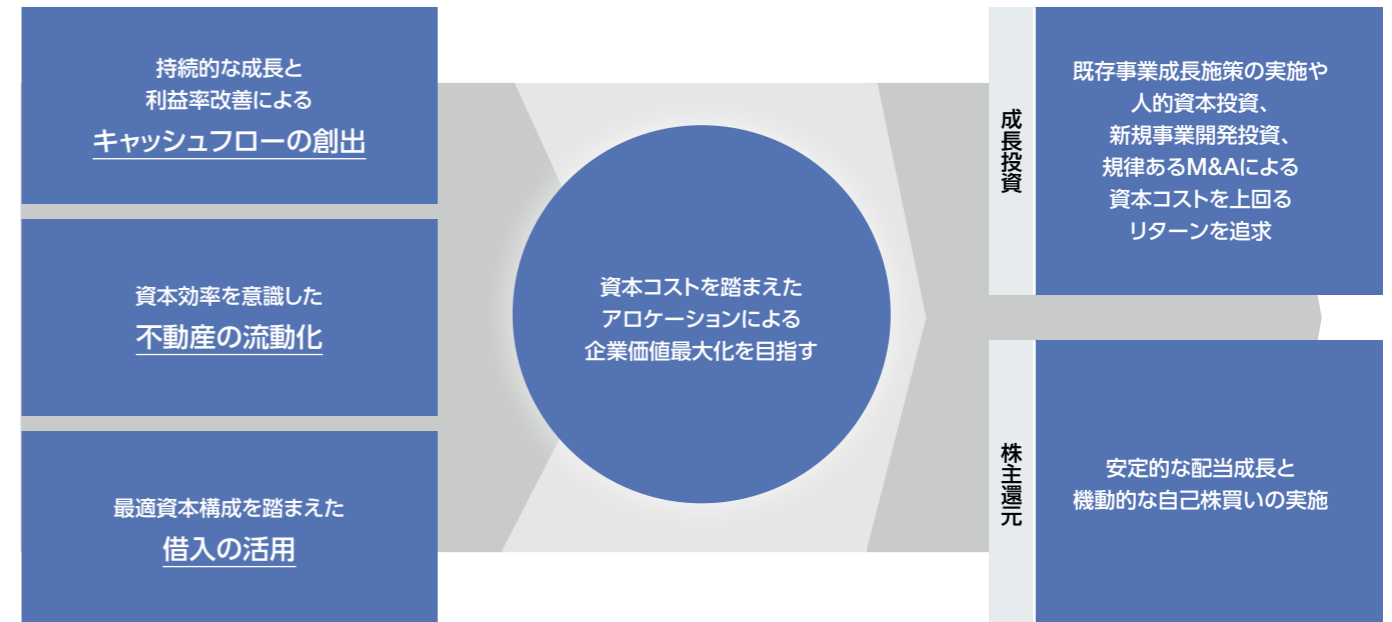 持続的な成長と
利益率改善による
キャッシュフローの創出
資本効率を意識した
不動産の流動化
最適資本構成を踏まえた
借入の活用
資本コストを踏まえた
アロケーションによる
企業価値最大化を目指す
成長投資
既存事業成長施策の実施や
人的資本投資、
新規事業開発投資、
規律あるM&Aによる
資本コストを上回る
リターンを追求
株主還元
安定的な配当成長と
機動的な自己株買いの実施